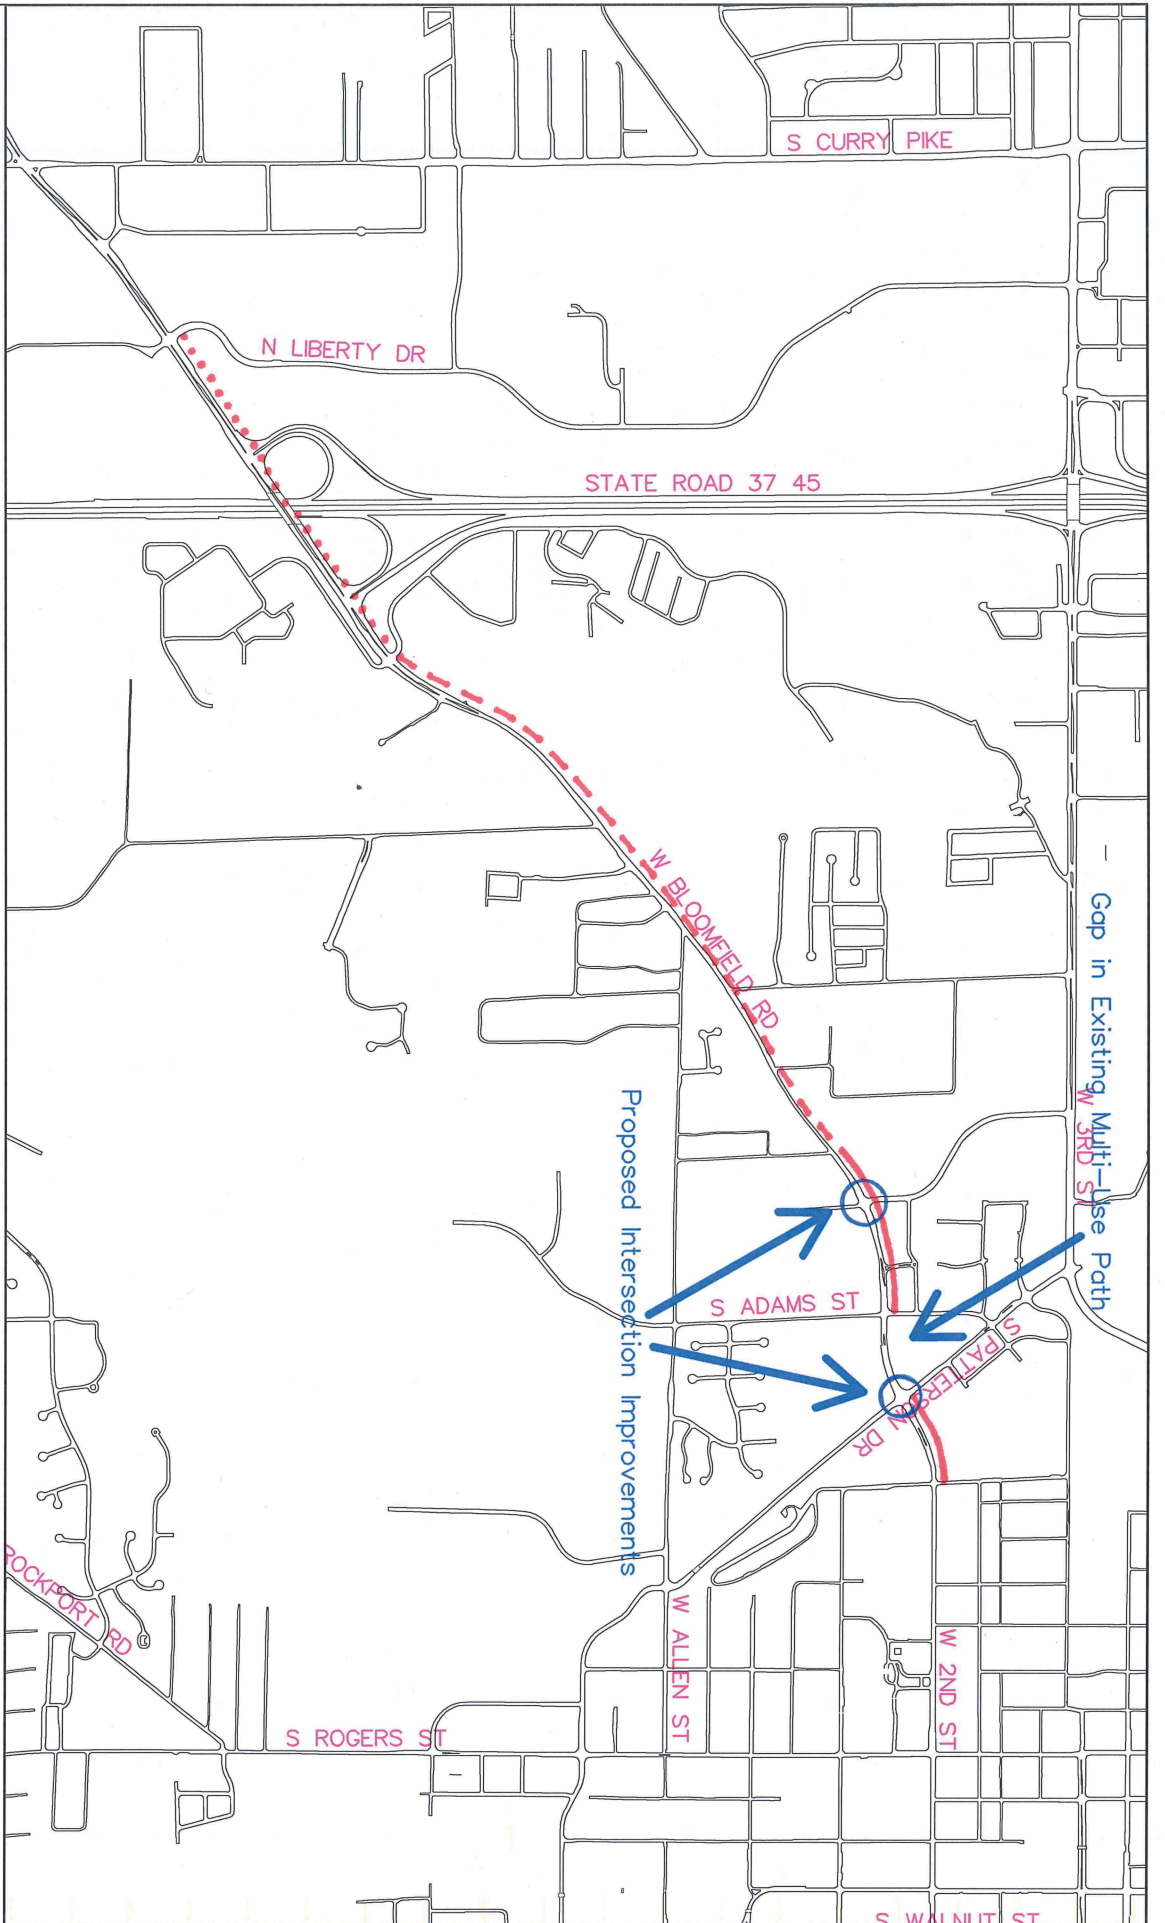 S CURRY PIKE
N LIBERTY DR
STATE ROAD 37 45
W BLOOMFIELD RD
— Gap in Existing Multi-Use Path
W 3RD ST
Proposed Intersection Improvements
S ADAMS ST
S PATTERSON DR
ROCKPORT RD
W ALLEN ST
W 2ND ST
S ROGERS ST
S WALNUT ST